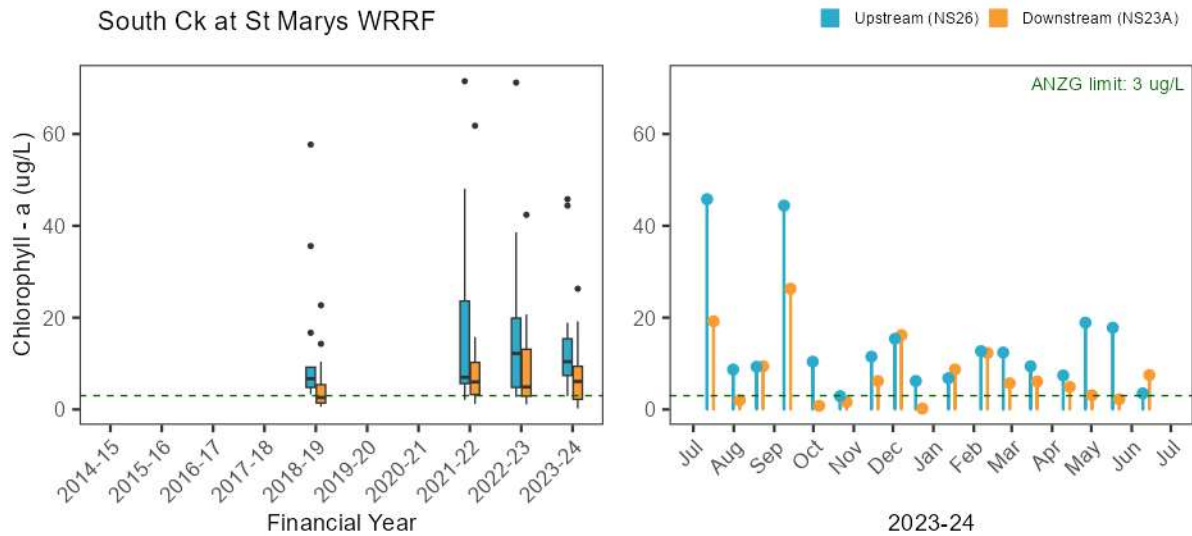 South Ck at St Marys WRRF
Upstream (NS26) Downstream (NS23A)
ANZG limit: 3 ug/L
Chlorophyll - a (ug/L)
60
40
20
0
2014-15
2015-16
2016-17
2017-18
2018-19
2019-20
2020-21
2021-22
2022-23
2023-24
Financial Year
60
40
20
0
Jul
Aug
Sep
Oct
Nov
Dec
Jan
Feb
Mar
Apr
May
Jun
Jul
2023-24